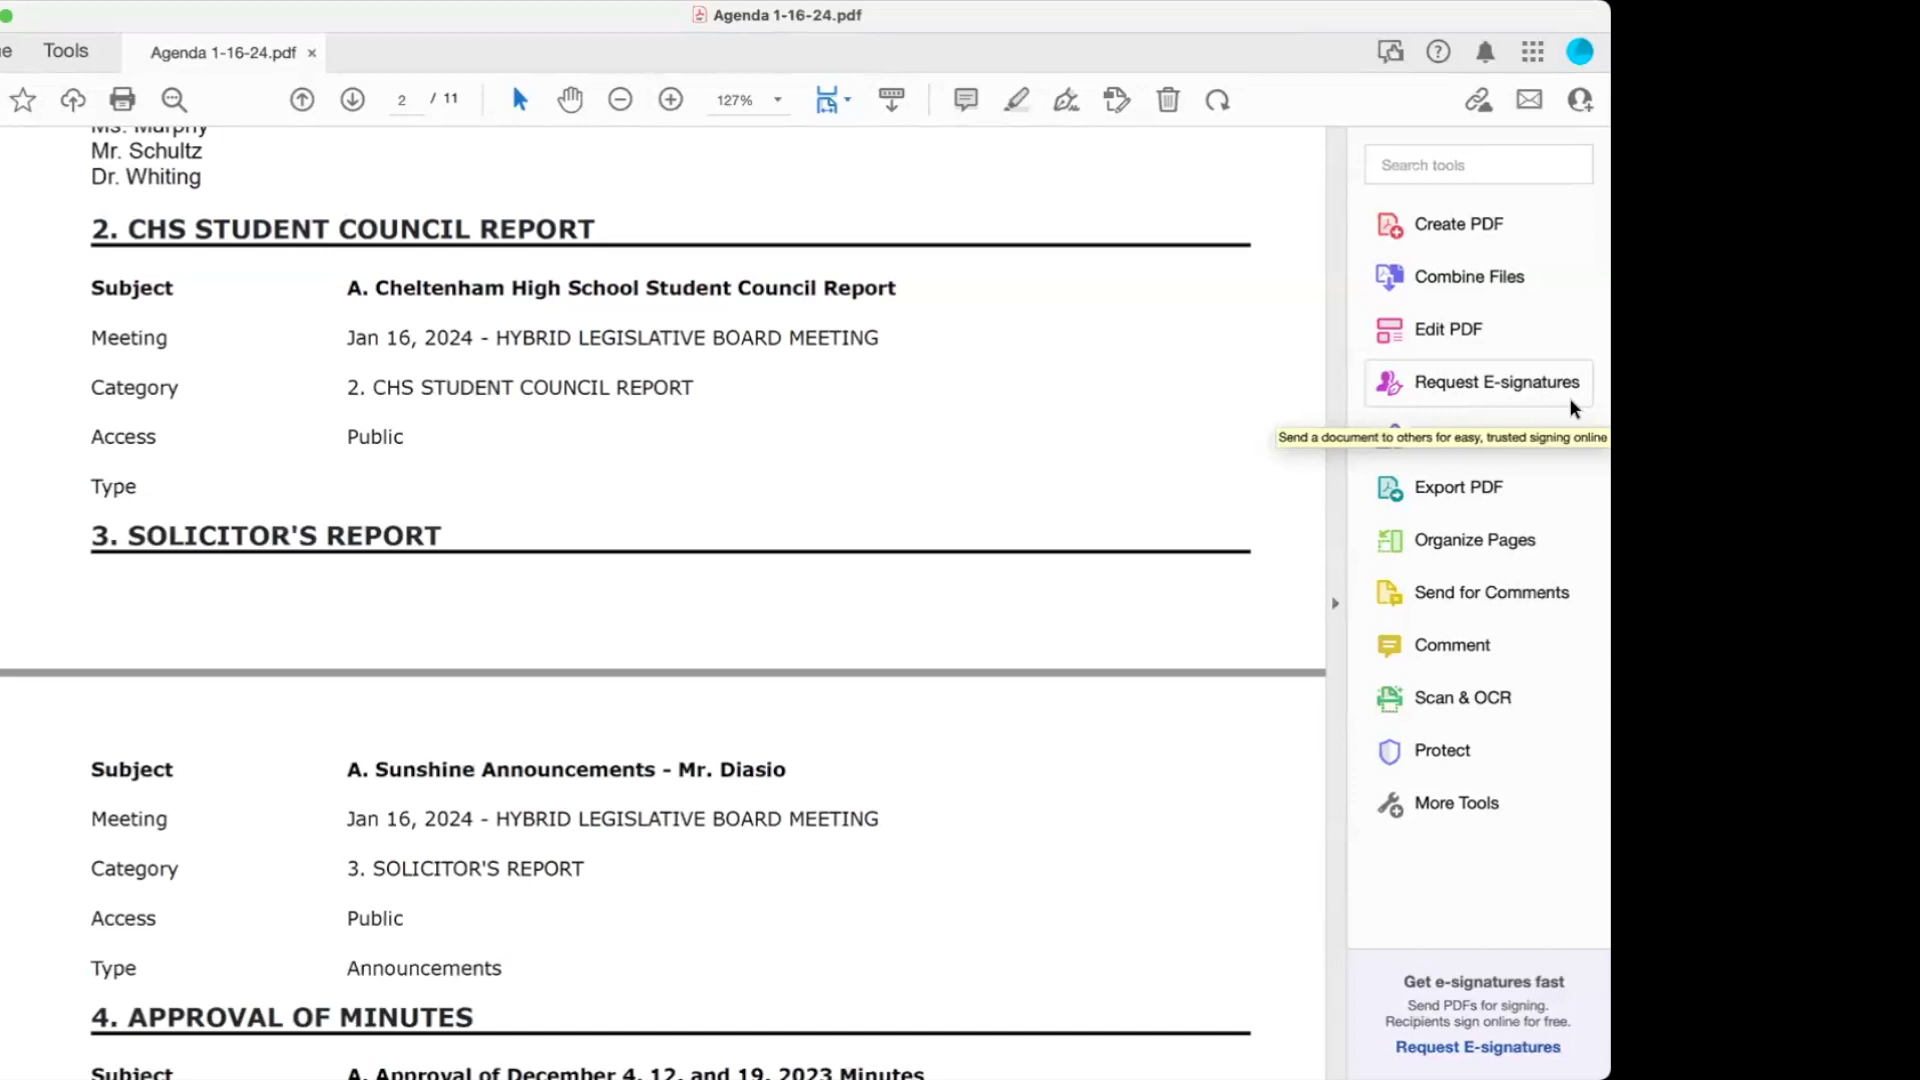 Agenda 1-16-24.pdf
e Tools Agenda 1-16-24.pdf ×
2 / 11 127%
Ms. Murphy
Mr. Schultz
Dr. Whiting
2. CHS STUDENT COUNCIL REPORT
Subject A. Cheltenham High School Student Council Report
Meeting Jan 16, 2024 - HYBRID LEGISLATIVE BOARD MEETING
Category 2. CHS STUDENT COUNCIL REPORT
Access Public
Type
3. SOLICITOR'S REPORT
Subject A. Sunshine Announcements - Mr. Diasio
Meeting Jan 16, 2024 - HYBRID LEGISLATIVE BOARD MEETING
Category 3. SOLICITOR'S REPORT
Access Public
Type Announcements
4. APPROVAL OF MINUTES
Subject A. Approval of December 4, 12, and 19, 2023 Minutes
Search tools
Create PDF
Combine Files
Edit PDF
Request E-signatures
Send a document to others for easy, trusted signing online
Export PDF
Organize Pages
Send for Comments
Comment
Scan & OCR
Protect
More Tools
Get e-signatures fast
Send PDFs for signing.
Recipients sign online for free.
Request E-signatures